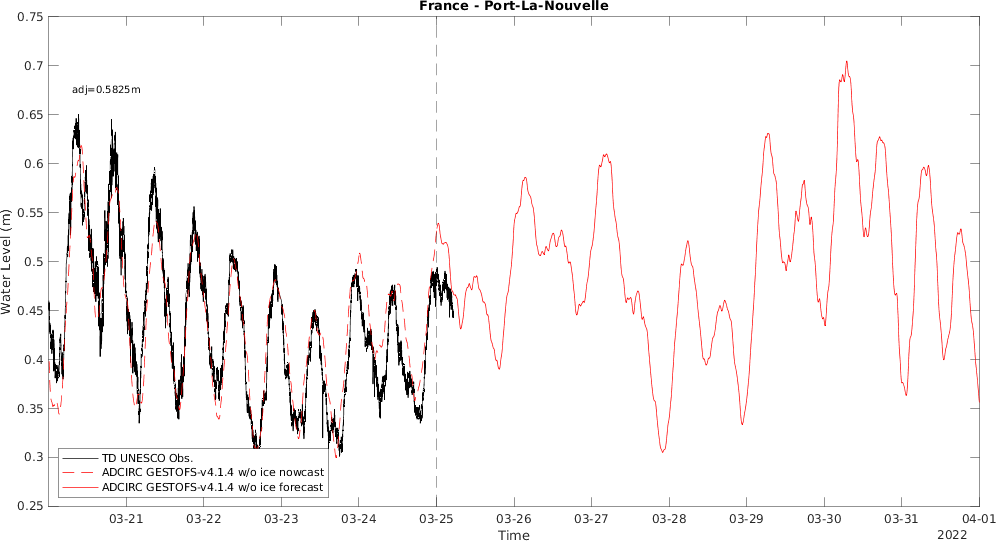 France - Port-La-Nouvelle
0.75
0.7
0.65
0.6
0.55
0.5
0.45
0.4
0.35
0.3
0.25
Water Level (m)
adj=0.5825m
TD UNESCO Obs.
ADCIRC GESTOFS-v4.1.4 w/o ice nowcast
ADCIRC GESTOFS-v4.1.4 w/o ice forecast
03-21 03-22 03-23 03-24 03-25 03-26 03-27 03-28 03-29 03-30 03-31 04-01
Time
2022